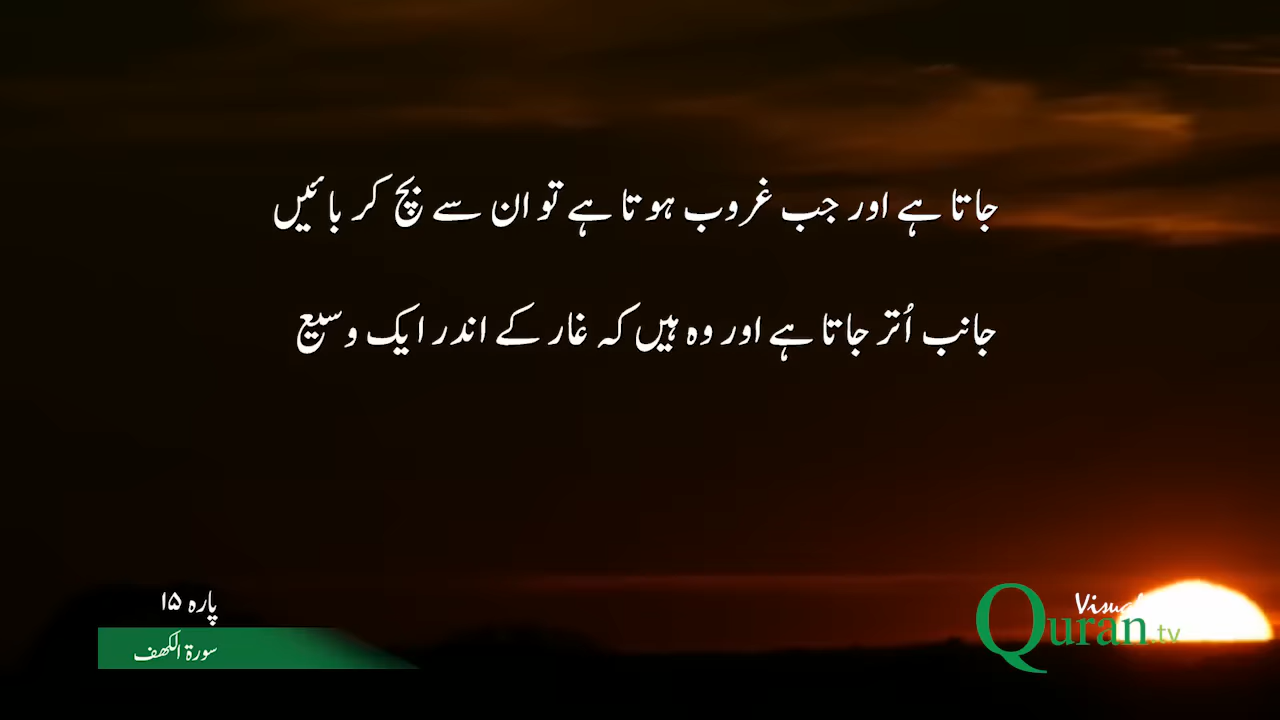 جاتا ہے اور جب غروب ہوتا ہے تو ان سے بچ کر بائیں
جانب اُتر جاتا ہے اور وہ ہیں کہ غار کے اندر ایک وسیع
پارہ ۱۵
سورۃ الکھف
Visual
Quran.tv